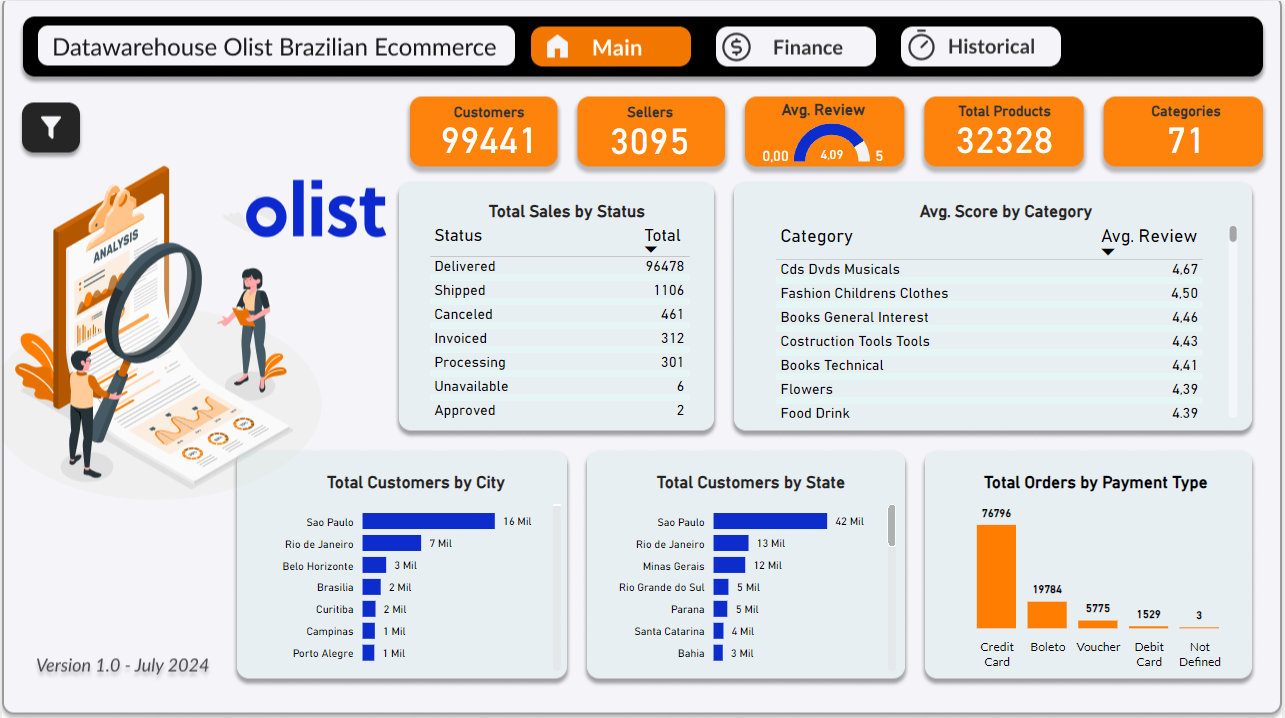 Datawarehouse Olist Brazilian Ecommerce
Main
Finance
Historical
Customers
99441
Sellers
3095
Avg. Review
0,00
4,09
5
Total Products
32328
Categories
71
ANALYSIS
olist
Total Sales by Status
Status Total
Delivered 96478
Shipped 1106
Canceled 461
Invoiced 312
Processing 301
Unavailable 6
Approved 2
Avg. Score by Category
Category Avg. Review
Cds Dvds Musicals 4,67
Fashion Childrens Clothes 4,50
Books General Interest 4,46
Costruction Tools Tools 4,43
Books Technical 4,41
Flowers 4,39
Food Drink 4,39
Total Customers by City
Sao Paulo 16 Mil
Rio de Janeiro 7 Mil
Belo Horizonte 3 Mil
Brasilia 2 Mil
Curitiba 2 Mil
Campinas 1 Mil
Porto Alegre 1 Mil
Total Customers by State
Sao Paulo 42 Mil
Rio de Janeiro 13 Mil
Minas Gerais 12 Mil
Rio Grande do Sul 5 Mil
Parana 5 Mil
Santa Catarina 4 Mil
Bahia 3 Mil
Total Orders by Payment Type
76796
19784
5775
1529
3
Credit
Card
Boleto
Voucher
Debit
Card
Not
Defined
Version 1.0 - July 2024